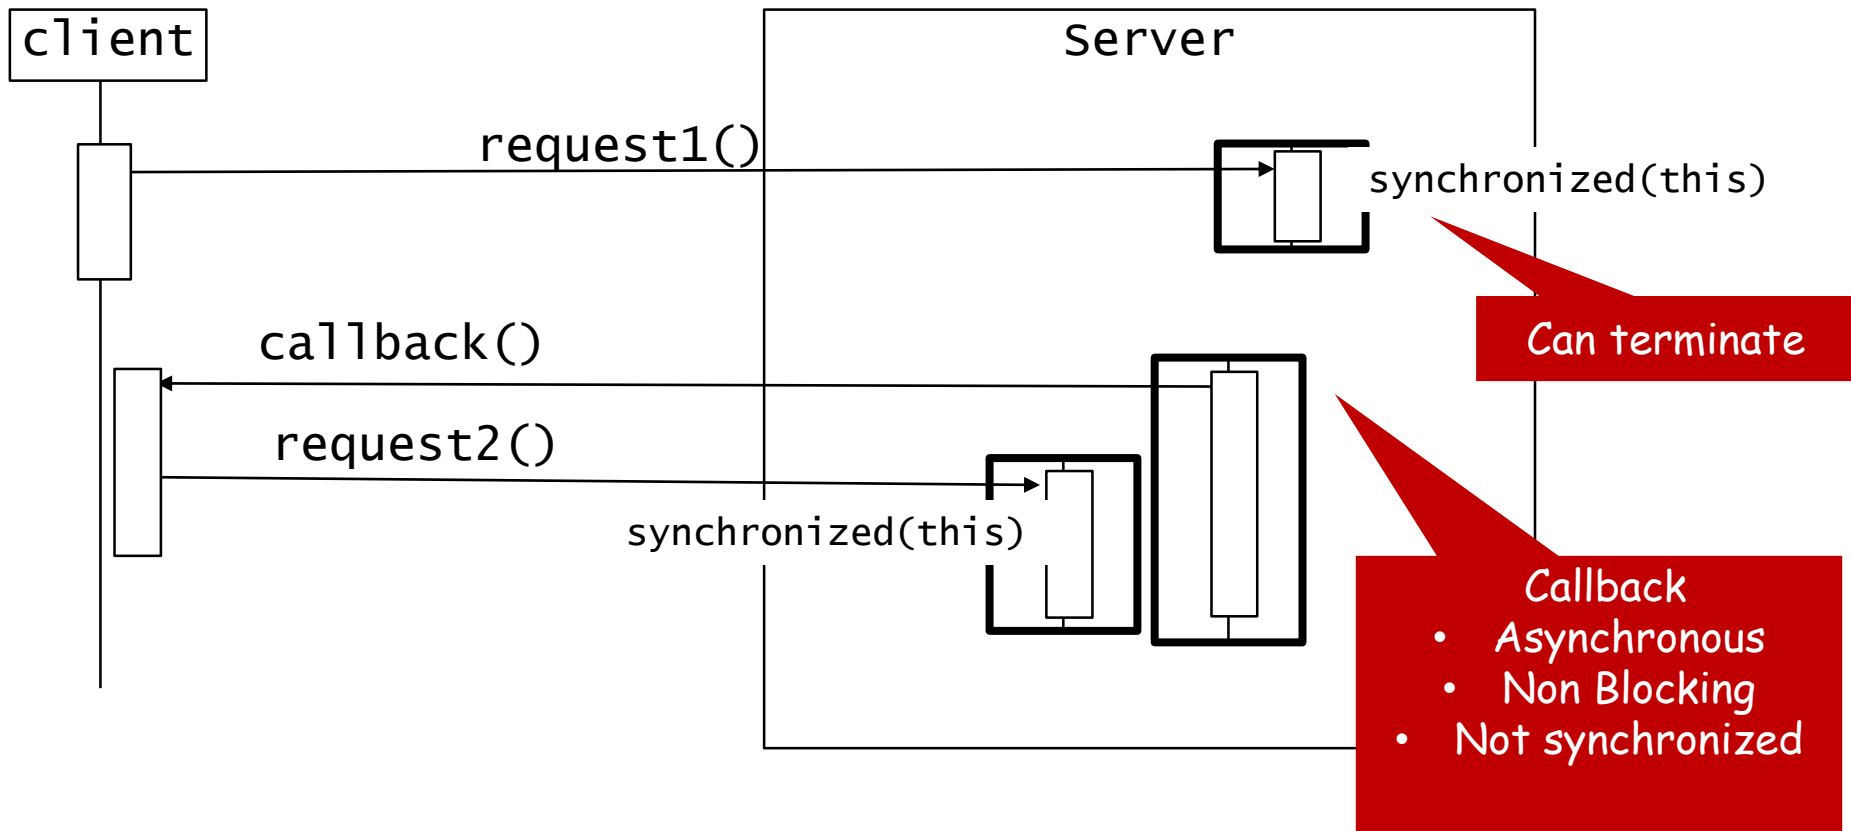 client
Server
request1()
synchronized(this)
Can terminate
callback()
request2()
synchronized(this)
Callback
• Asynchronous
• Non Blocking
• Not synchronized